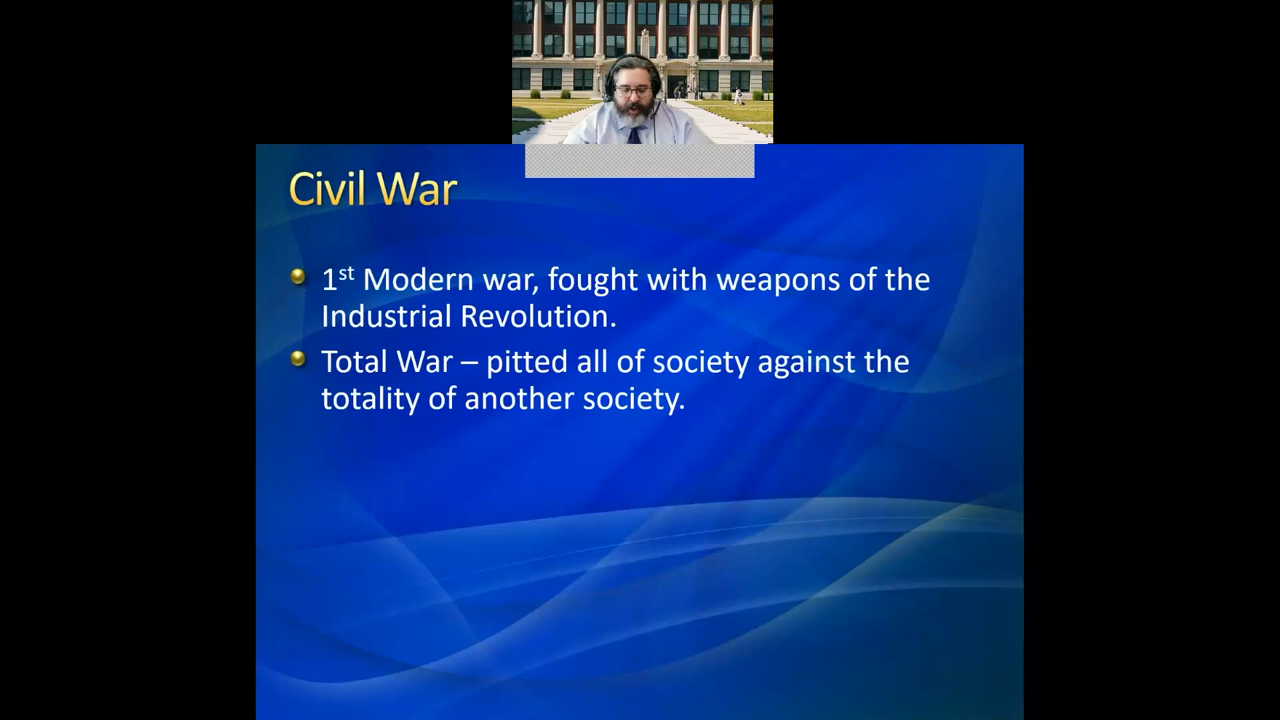 Civil War
1st Modern war, fought with weapons of the
Industrial Revolution.
Total War – pitted all of society against the
totality of another society.